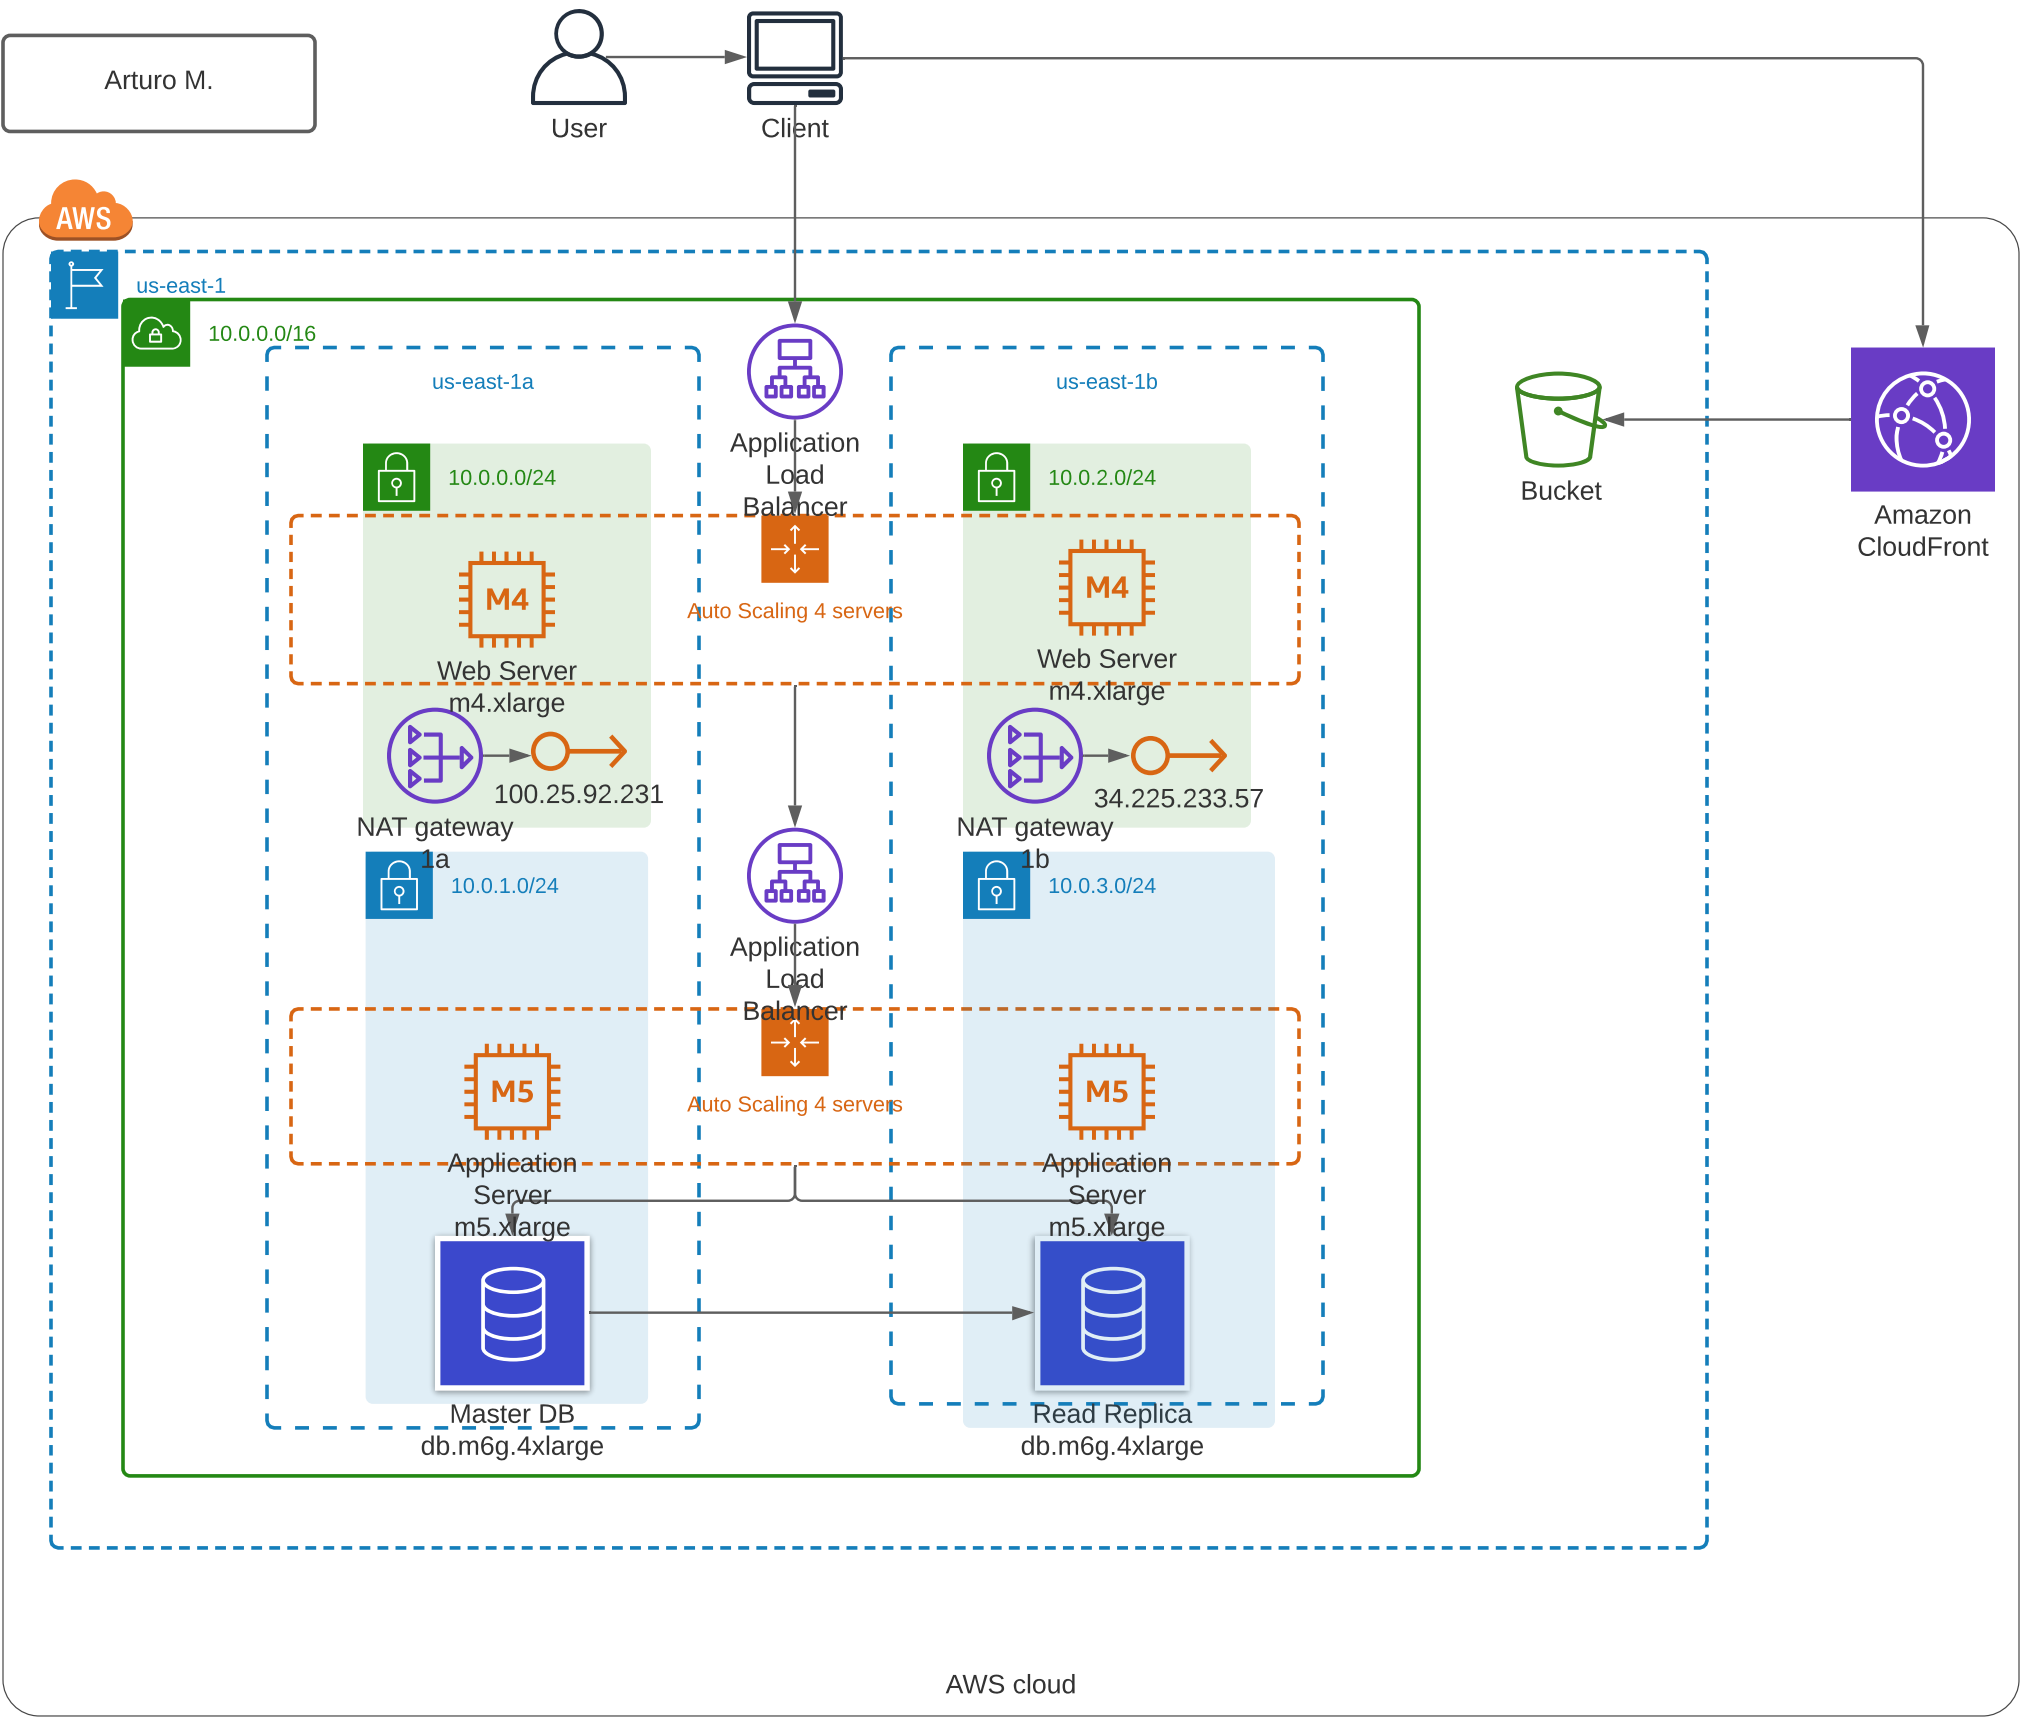 Arturo M.
User
Client
AWS
us-east-1
10.0.0.0/16
us-east-1a
us-east-1b
Application
Load
Balancer
10.0.0.0/24
10.0.2.0/24
Bucket
Amazon
CloudFront
M4
M4
Auto Scaling 4 servers
Web Server
m4.xlarge
Web Server
m4.xlarge
100.25.92.231
34.225.233.57
NAT gateway
1a
NAT gateway
1b
10.0.1.0/24
10.0.3.0/24
Application
Load
Balancer
M5
M5
Auto Scaling 4 servers
Application
Server
m5.xlarge
Application
Server
m5.xlarge
Master DB
db.m6g.4xlarge
Read Replica
db.m6g.4xlarge
AWS cloud